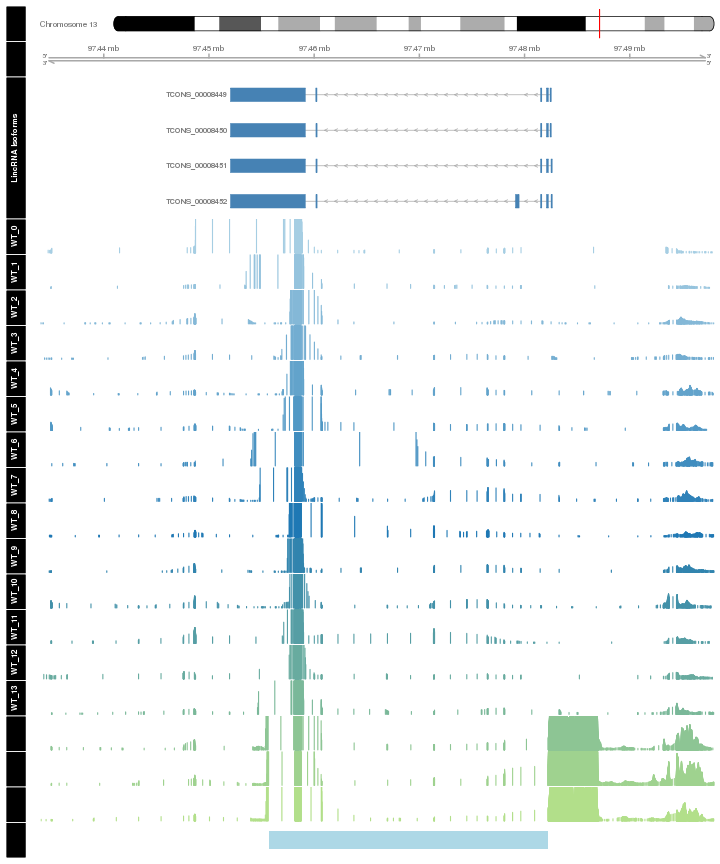 Chromosome 13
97.44 mb 97.45 mb 97.46 mb 97.47 mb 97.48 mb 97.49 mb
5' 3'
3' 5'
LincRNA Isoforms
TCONS_00008449
TCONS_00008450
TCONS_00008451
TCONS_00008452
WT_0
WT_1
WT_2
WT_3
WT_4
WT_5
WT_6
WT_7
WT_8
WT_9
WT_10
WT_11
WT_12
WT_13